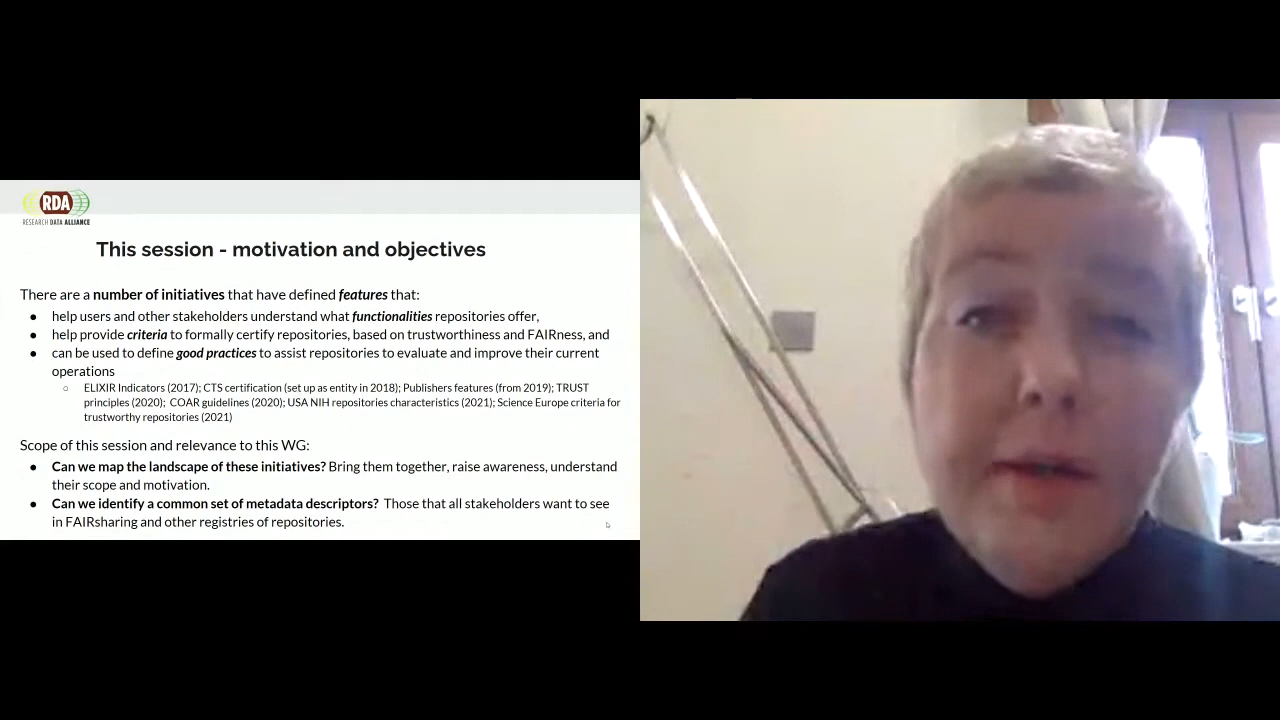 RDA
RESEARCH DATA ALLIANCE
This session - motivation and objectives
There are a number of initiatives that have defined features that:
● help users and other stakeholders understand what functionalities repositories offer,
● help provide criteria to formally certify repositories, based on trustworthiness and FAIRness, and
● can be used to define good practices to assist repositories to evaluate and improve their current
operations
○ ELIXIR Indicators (2017); CTS certification (set up as entity in 2018); Publishers features (from 2019); TRUST
principles (2020); COAR guidelines (2020); USA NIH repositories characteristics (2021); Science Europe criteria for
trustworthy repositories (2021)
Scope of this session and relevance to this WG:
● Can we map the landscape of these initiatives? Bring them together, raise awareness, understand
their scope and motivation.
● Can we identify a common set of metadata descriptors? Those that all stakeholders want to see
in FAIRsharing and other registries of repositories.